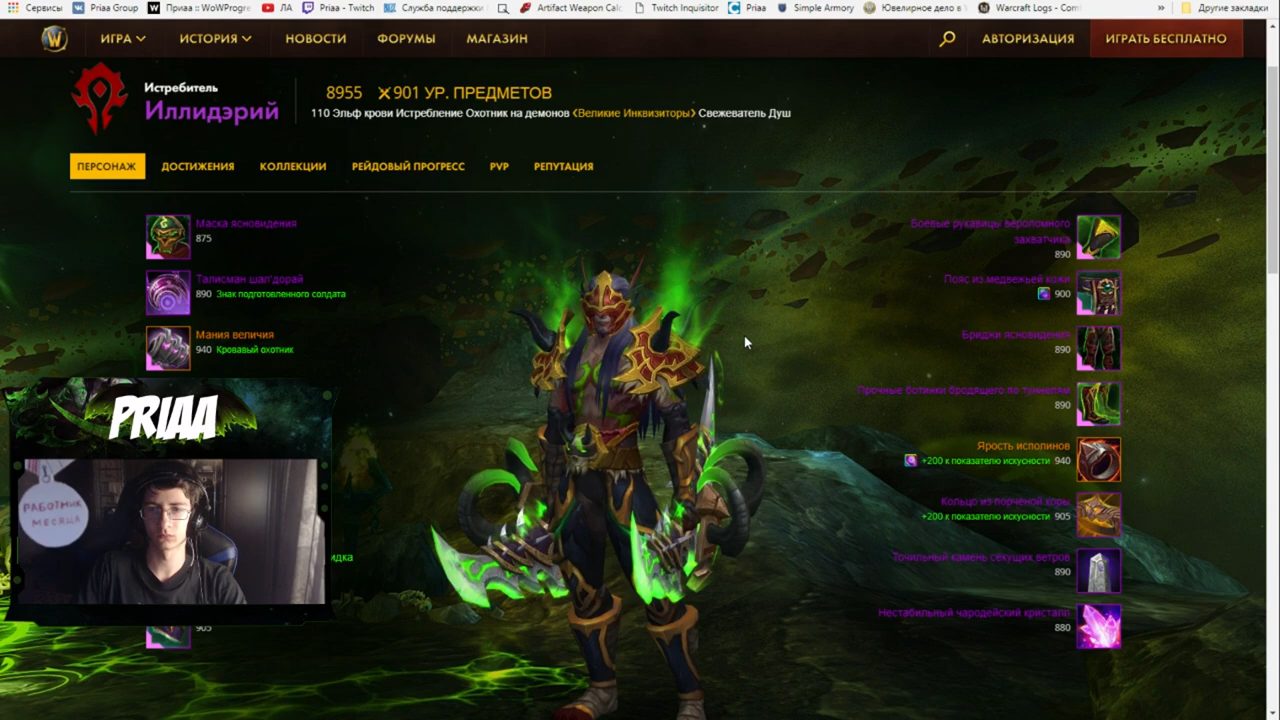 Сервисы Priaa Group Приаа :: WoWProgre ЛА Priaa - Twitch Служба поддержки Artifact Weapon Calc Twitch Inquisitor Priaa Simple Armory Ювелирное дело в Warcraft Logs - Coml » Другие закладки
ИГРА ИСТОРИЯ НОВОСТИ ФОРУМЫ МАГАЗИН АВТОРИЗАЦИЯ ИГРАТЬ БЕСПЛАТНО
Истребитель
Иллидэрий
8955 901 УР. ПРЕДМЕТОВ
110 Эльф крови Истребление Охотник на демонов <Великие Инквизиторы> Свежеватель Душ
ПЕРСОНАЖ ДОСТИЖЕНИЯ КОЛЛЕКЦИИ РЕЙДОВЫЙ ПРОГРЕСС PVP РЕПУТАЦИЯ
Маска ясновидения
875
Талисман шал'дорай
890 Знак подготовленного солдата
Мания величия
940 Кровавый охотник
PRIAA
РАБОТНИК
МЕСЯЦА
идка
905
Боевые рукавицы вероломного
захватчика
890
Пояс из медвежьей кожи
900
Бриджи ясновидения
890
Прочные ботинки бродящего по туннелям
890
Ярость исполинов
+200 к показателю искусности 940
Кольцо из порченой коры
+200 к показателю искусности 905
Точильный камень секущих ветров
890
Нестабильный чародейский кристалл
880